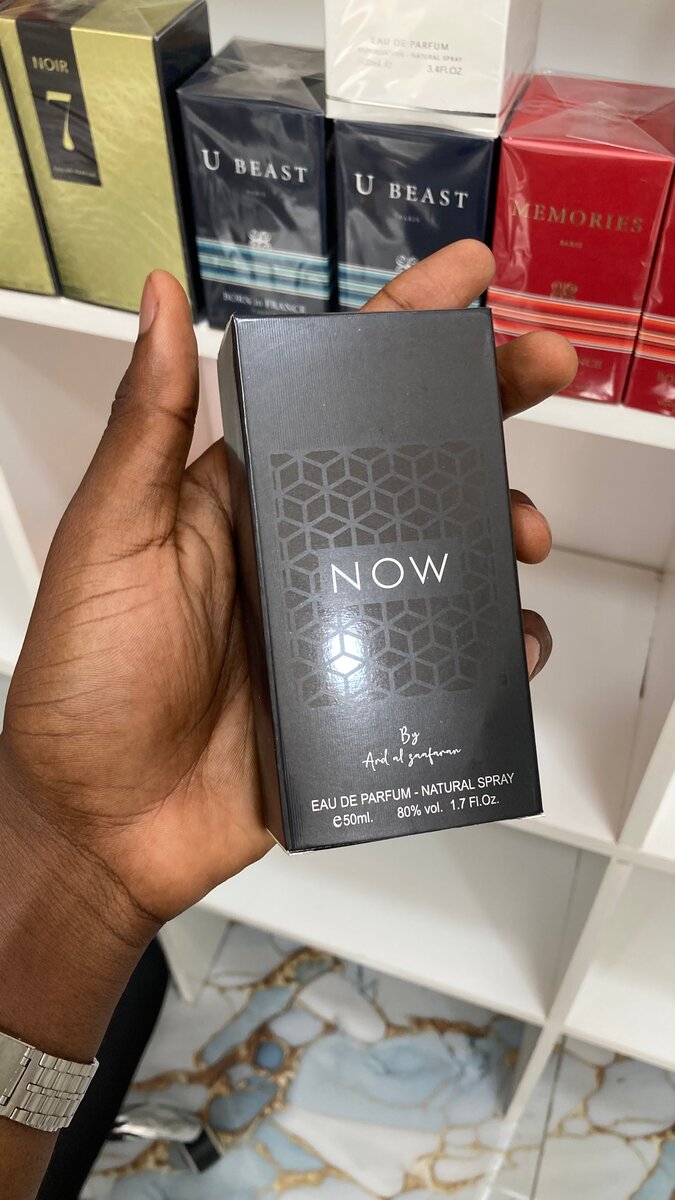 NOIR
7
EAU DE PARFUM
3.4FL.OZ
U BEAST
PARIS
BORN in FRANCE
U BEAST
PARIS
MEMORIES
PARIS
NOW
By
Ard al zaafaran
EAU DE PARFUM - NATURAL SPRAY
e50ml. 80% vol. 1.7 Fl.Oz.